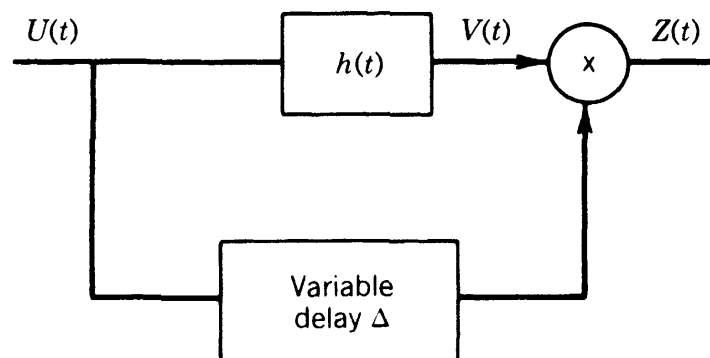 U(t)
h(t)
V(t)
x
Z(t)
Variable
delay Δ